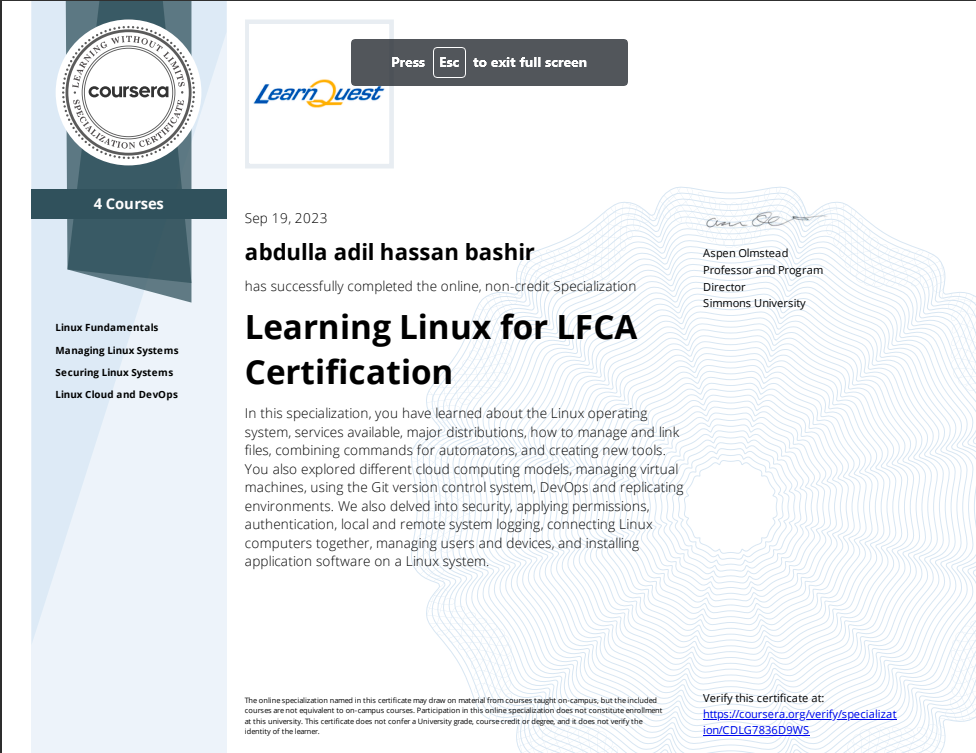 LEARNING WITHOUT LIMITS
coursera
SPECIALIZATION CERTIFICATE
4 Courses
Linux Fundamentals
Managing Linux Systems
Securing Linux Systems
Linux Cloud and DevOps
LearnQuest
Press Esc to exit full screen
Sep 19, 2023
abdulla adil hassan bashir
has successfully completed the online, non-credit Specialization
Learning Linux for LFCA
Certification
In this specialization, you have learned about the Linux operating
system, services available, major distributions, how to manage and link
files, combining commands for automatons, and creating new tools.
You also explored different cloud computing models, managing virtual
machines, using the Git version control system, DevOps and replicating
environments. We also delved into security, applying permissions,
authentication, local and remote system logging, connecting Linux
computers together, managing users and devices, and installing
application software on a Linux system.
Aspen Olmstead
Professor and Program
Director
Simmons University
The online specialization named in this certificate may draw on material from courses taught on-campus, but the included
courses are not equivalent to on-campus courses. Participation in this online specialization does not constitute enrollment
at this university. This certificate does not confer a University grade, course credit or degree, and it does not verify the
identity of the learner.
Verify this certificate at:
https://coursera.org/verify/specializat
ion/CDLG7836D9WS